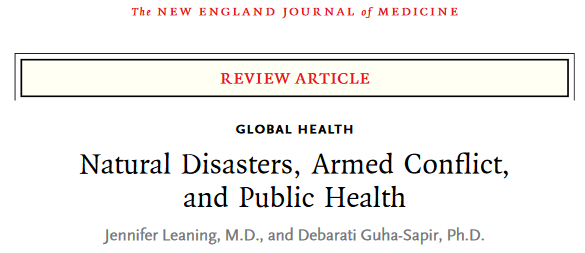 The NEW ENGLAND JOURNAL of MEDICINE
REVIEW ARTICLE
GLOBAL HEALTH
Natural Disasters, Armed Conflict,
and Public Health
Jennifer Leaning, M.D., and Debarati Guha-Sapir, Ph.D.